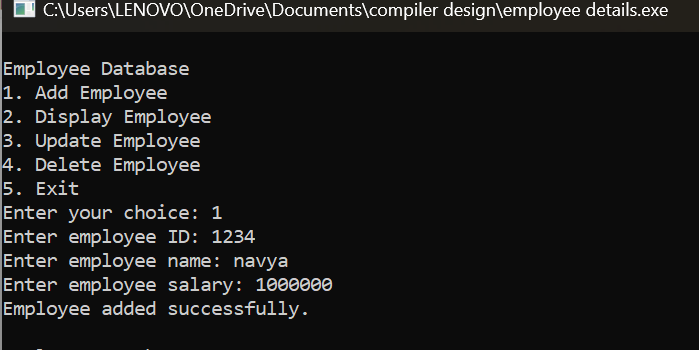 C:\Users\LENOVO\OneDrive\Documents\compiler design\employee details.exe
Employee Database
1. Add Employee
2. Display Employee
3. Update Employee
4. Delete Employee
5. Exit
Enter your choice: 1
Enter employee ID: 1234
Enter employee name: navya
Enter employee salary: 1000000
Employee added successfully.